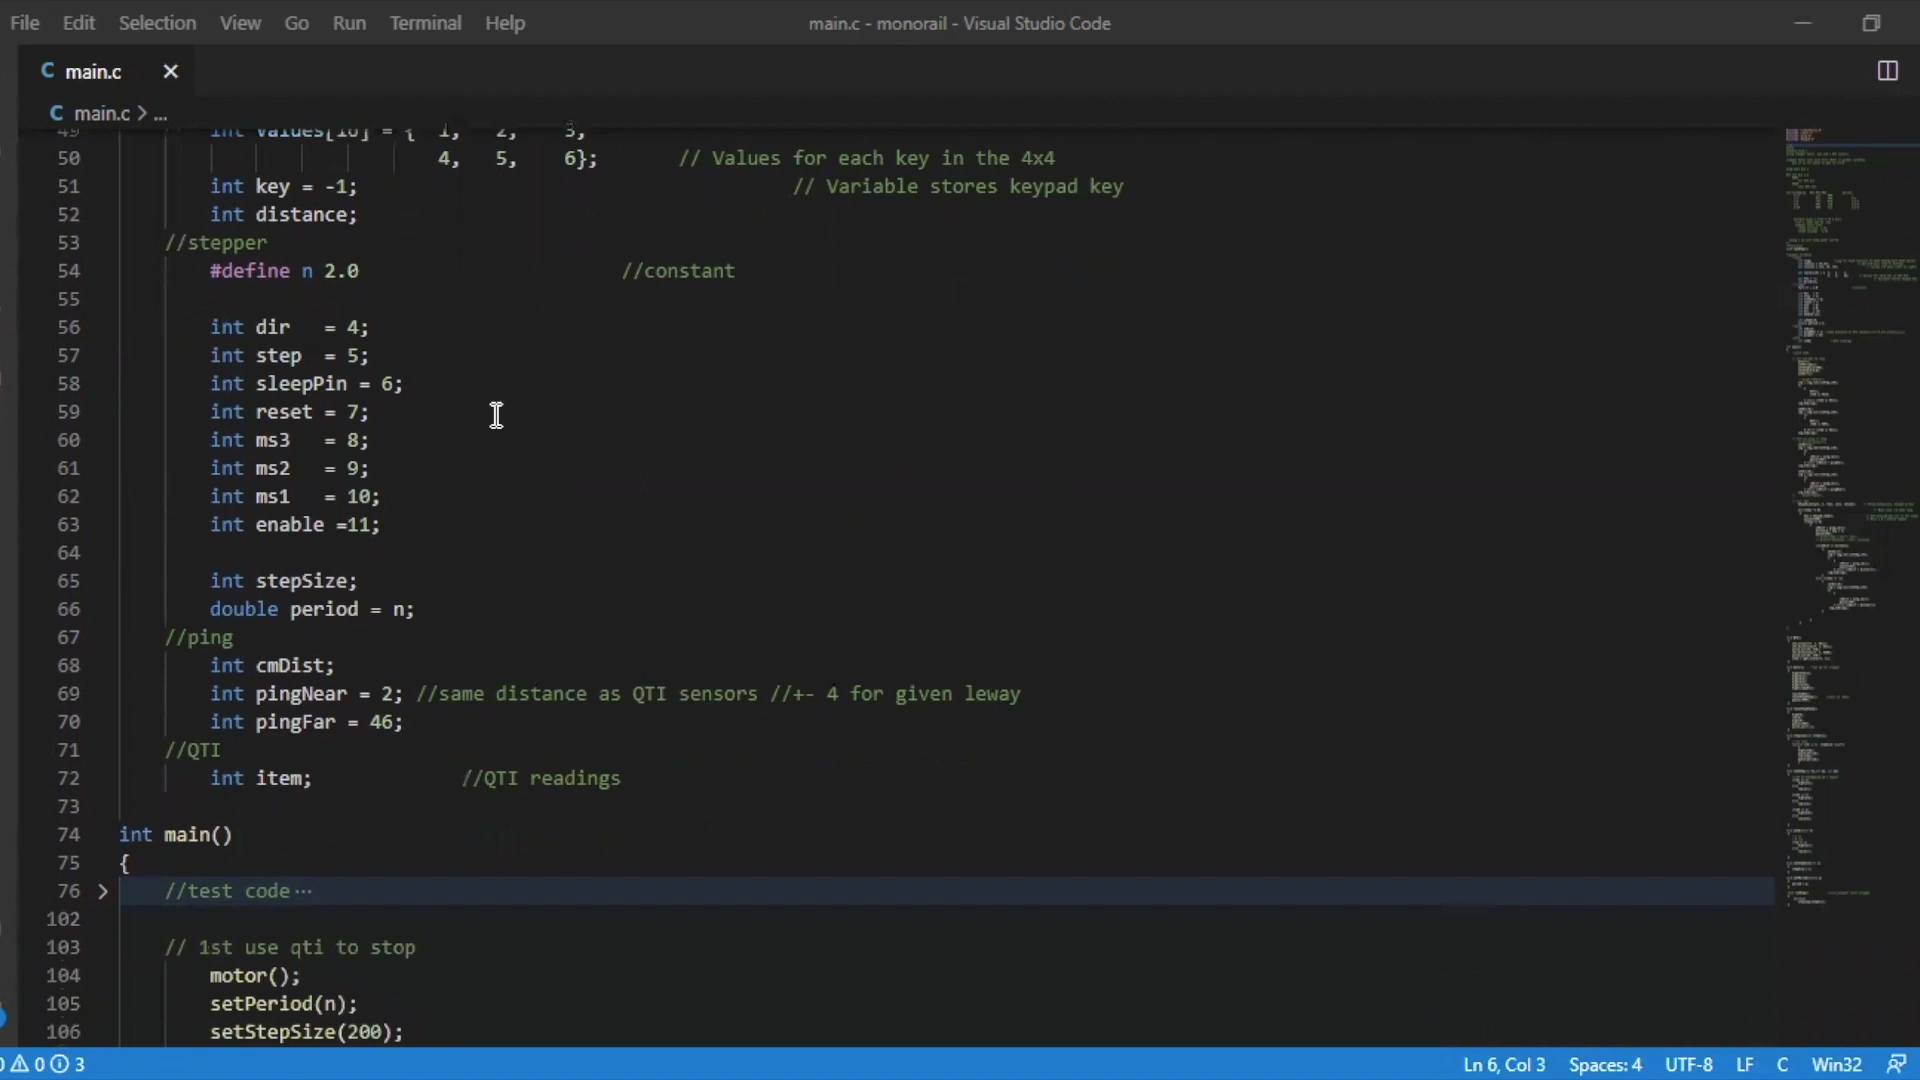 File Edit Selection View Go Run Terminal Help main.c - monorail - Visual Studio Code
C main.c ×
C main.c > ...
49 int values[16] = { 1, 2, 3,
50 4, 5, 6}; // Values for each key in the 4x4
51 int key = -1; // Variable stores keypad key
52 int distance;
53 //stepper
54 #define n 2.0 //constant
55
56 int dir = 4;
57 int step = 5;
58 int sleepPin = 6;
59 int reset = 7;
60 int ms3 = 8;
61 int ms2 = 9;
62 int ms1 = 10;
63 int enable =11;
64
65 int stepSize;
66 double period = n;
67 //ping
68 int cmDist;
69 int pingNear = 2; //same distance as QTI sensors //+- 4 for given leway
70 int pingFar = 46;
71 //QTI
72 int item; //QTI readings
73
74 int main()
75 {
76 //test code ···
102
103 // 1st use qti to stop
104 motor();
105 setPeriod(n);
106 setStepSize(200);
0 0 3 Ln 6, Col 3 Spaces: 4 UTF-8 LF C Win32